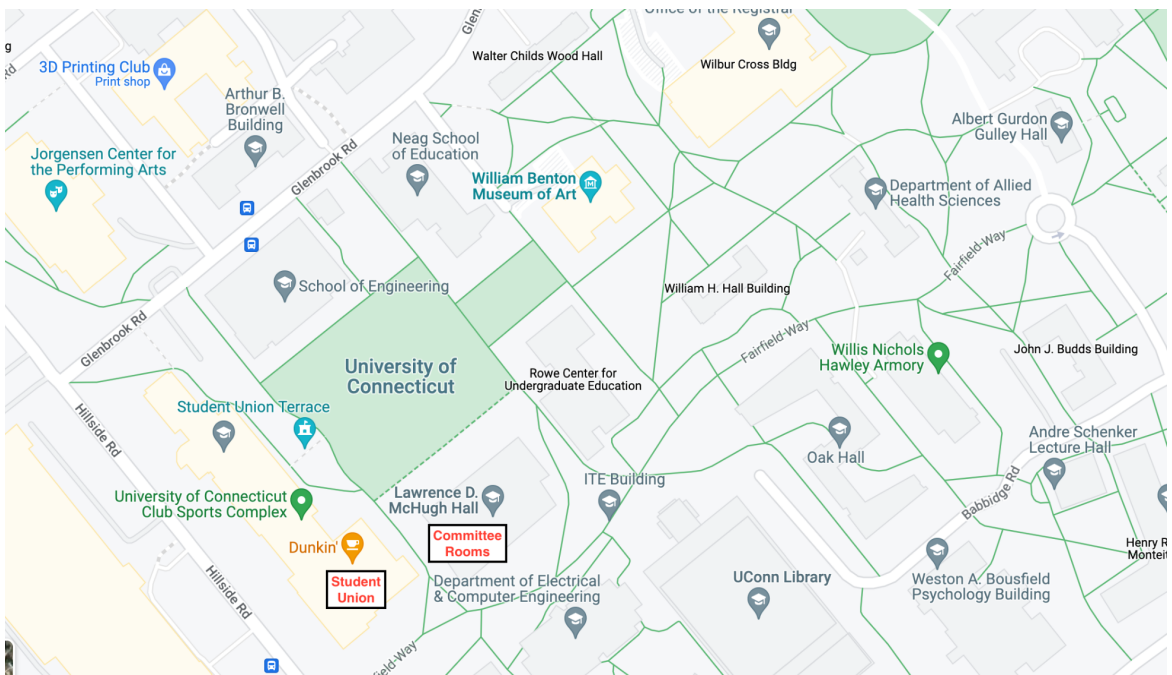 Office of the Registrar
Walter Childs Wood Hall
Wilbur Cross Bldg
3D Printing Club
Print shop
Arthur B.
Bronwell
Building
Albert Gurdon
Gulley Hall
Neag School
of Education
Glenbrook Rd
Jorgensen Center for
the Performing Arts
William Benton
Museum of Art
Department of Allied
Health Sciences
Fairfield-Way
School of Engineering
William H. Hall Building
Glenbrook Rd
Fairfield-Way
University of
Connecticut
Willis Nichols
Hawley Armory
John J. Budds Building
Rowe Center for
Undergraduate Education
Student Union Terrace
Hillside Rd
Oak Hall
Andre Schenker
Lecture Hall
ITE Building
Lawrence D.
McHugh Hall
University of Connecticut
Club Sports Complex
Babbidge Rd
Committee
Rooms
Dunkin'
Student
Union
Hillside Rd
Department of Electrical
& Computer Engineering
UConn Library
Weston A. Bousfield
Psychology Building
Henry R
Monteit
field-Way